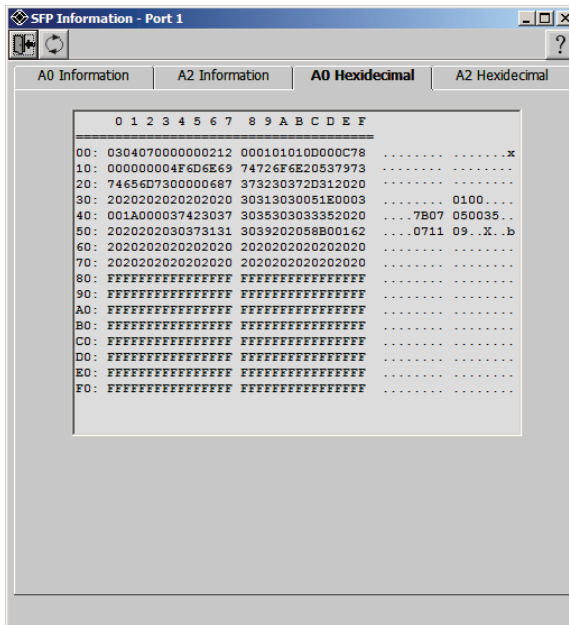 SFP Information - Port 1
?
A0 Information A2 Information A0 Hexidecimal A2 Hexidecimal
0 1 2 3 4 5 6 7 8 9 A B C D E F
========================================
00: 0304070000000212 000101010D000C78 ........ .......x
10: 000000004F6D6E69 74726F6E20537973 ........ ........
20: 74656D7300000687 373230372D312020 ........ ........
30: 2020202020202020 30313030051E0003 ........ 0100....
40: 001A000037423037 3035303033352020 ....7B07 050035..
50: 2020202030373131 3039202058B00162 ....0711 09..X..b
60: 2020202020202020 2020202020202020 ........ ........
70: 2020202020202020 2020202020202020 ........ ........
80: FFFFFFFFFFFFFFFF FFFFFFFFFFFFFFFF ........ ........
90: FFFFFFFFFFFFFFFF FFFFFFFFFFFFFFFF ........ ........
A0: FFFFFFFFFFFFFFFF FFFFFFFFFFFFFFFF ........ ........
B0: FFFFFFFFFFFFFFFF FFFFFFFFFFFFFFFF ........ ........
C0: FFFFFFFFFFFFFFFF FFFFFFFFFFFFFFFF ........ ........
D0: FFFFFFFFFFFFFFFF FFFFFFFFFFFFFFFF ........ ........
E0: FFFFFFFFFFFFFFFF FFFFFFFFFFFFFFFF ........ ........
F0: FFFFFFFFFFFFFFFF FFFFFFFFFFFFFFFF ........ ........